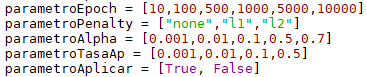 parametroEpoch = [10,100,500,1000,5000,10000]
parametroPenalty = ["none","l1","l2"]
parametroAlpha = [0.001,0.01,0.1,0.5,0.7]
parametroTasaAp = [0.001,0.01,0.1,0.5]
parametroAplicar = [True, False]